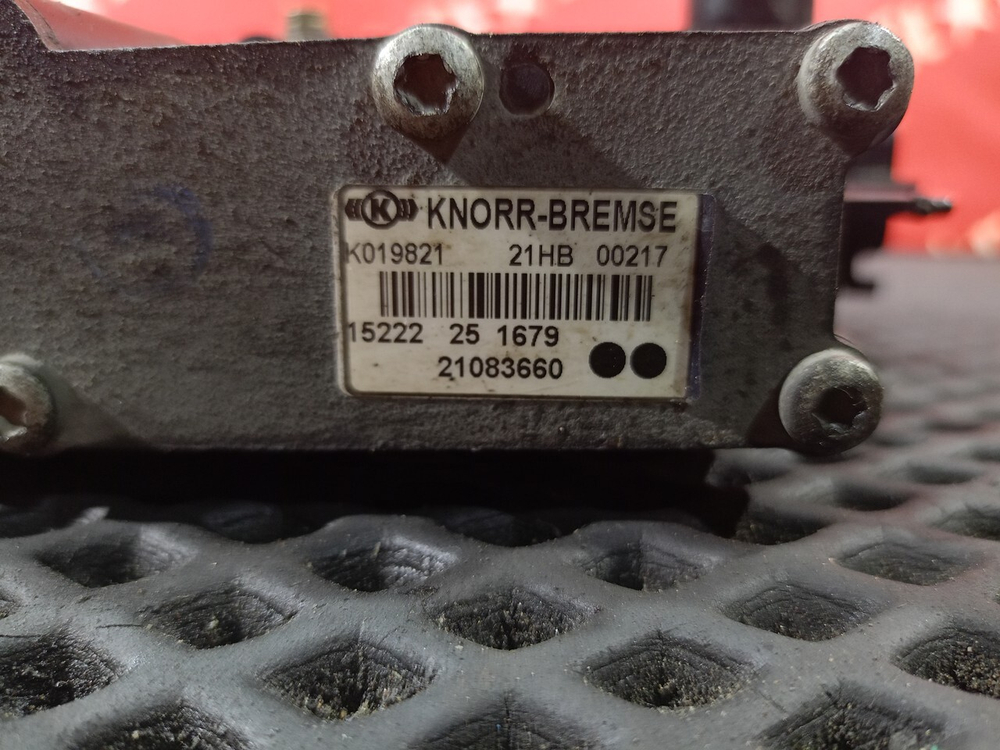 K KNORR-BREMSE
K019821 21HB 00217
15222 25 1679
21083660